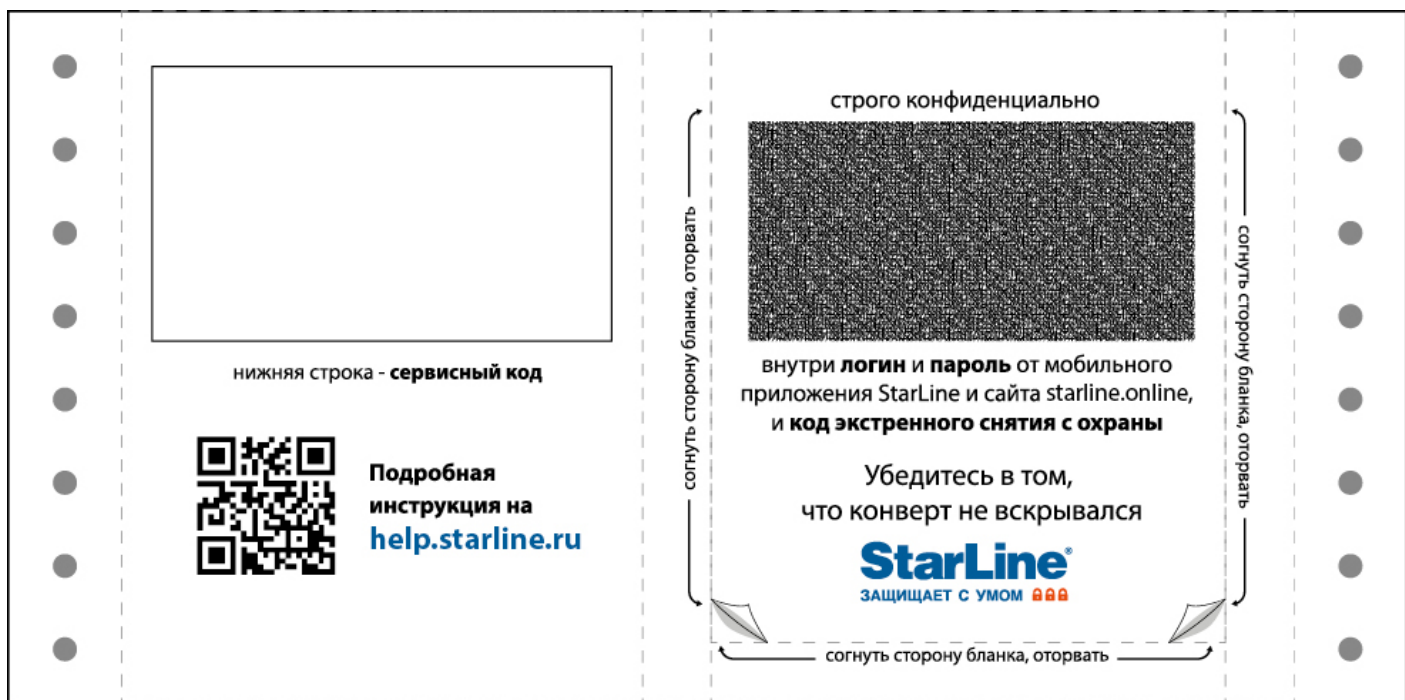 нижняя строка - сервисный код
Подробная
инструкция на
help.starline.ru
строго конфиденциально
согнуть сторону бланка, оторвать
внутри логин и пароль от мобильного
приложения StarLine и сайта starline.online,
и код экстренного снятия с охраны
Убедитесь в том,
что конверт не вскрывался
StarLine®
ЗАЩИЩАЕТ С УМОМ
согнуть сторону бланка, оторвать
согнуть сторону бланка, оторвать